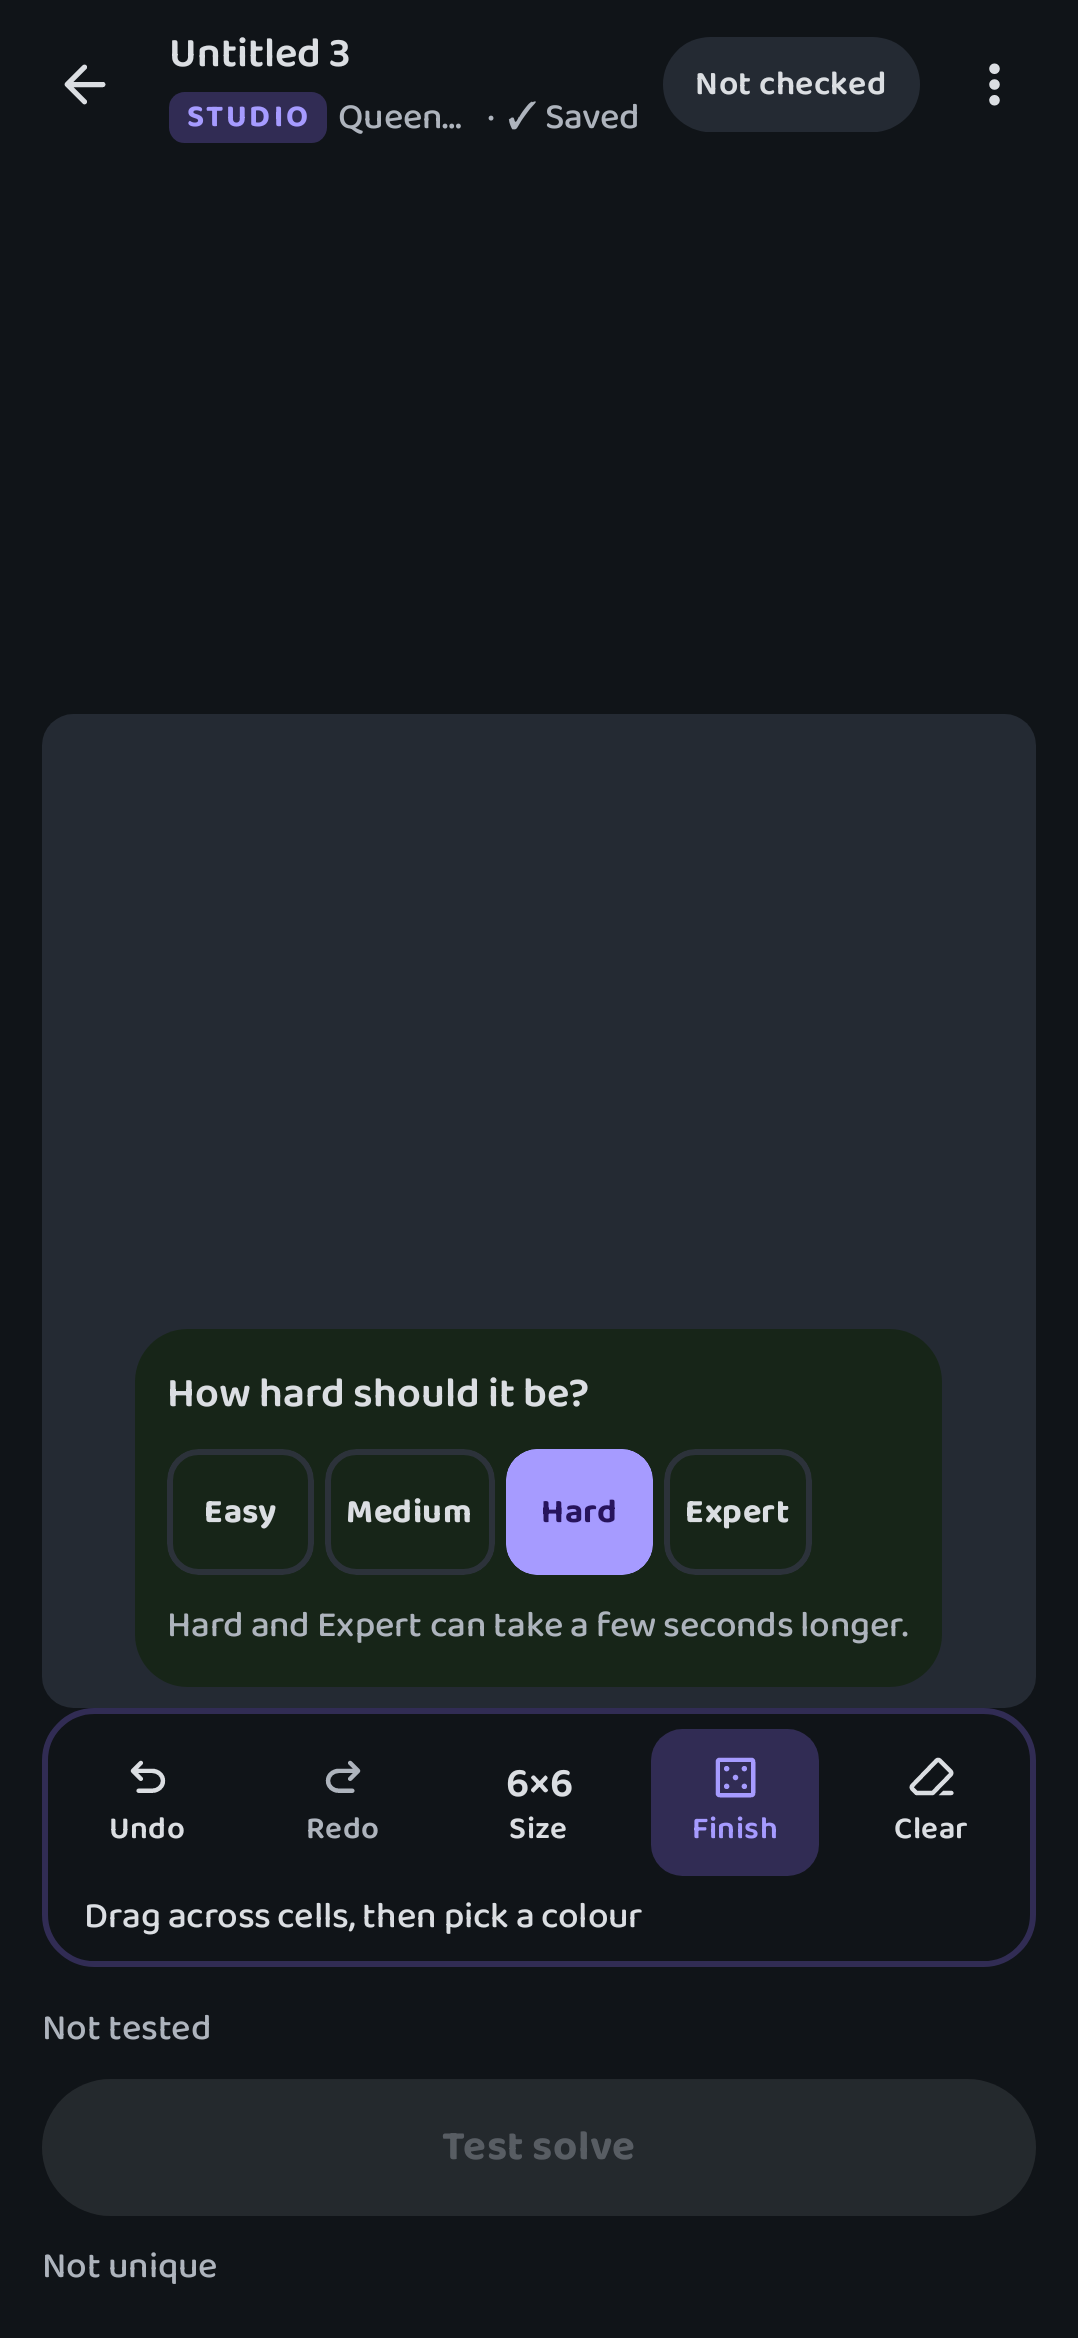 Untitled 3
STUDIO Queen... · ✓ Saved
Not checked
How hard should it be?
Easy Medium Hard Expert
Hard and Expert can take a few seconds longer.
6×6
Undo Redo Size Finish Clear
Drag across cells, then pick a colour
Not tested
Test solve
Not unique